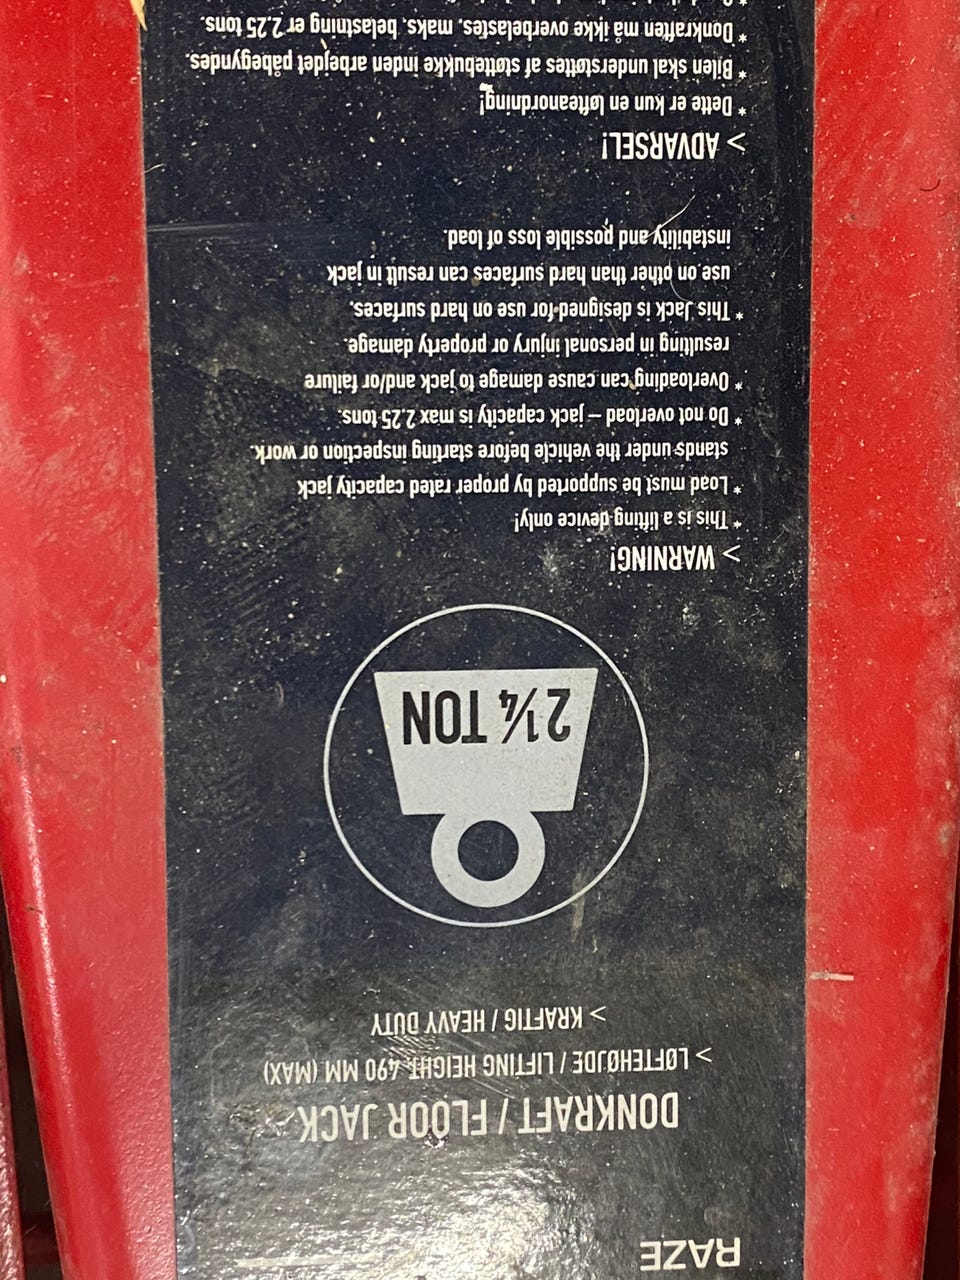 RAZE
DONKRAFT / FLOOR JACK
> LØFTEHØJDE / LIFTING HEIGHT: 490 MM (MAX)
> KRAFTIG / HEAVY DUTY
2 1/4 TON
> WARNING!
* This is a lifting device only!
* Load must be supported by proper rated capacity jack
stands under the vehicle before starting inspection or work.
* Do not overload – jack capacity is max 2.25 tons.
* Overloading can cause damage to jack and/or failure
resulting in personal injury or property damage.
* This Jack is designed for use on hard surfaces,
use on other than hard surfaces can result in jack
instability and possible loss of load.
> ADVARSEL!
* Dette er kun en løfteanordning!
* Bilen skal understøttes af støttebukke inden arbejdet påbegyndes.
* Donkraften må ikke overbelastes, maks. belastning er 2,25 tons.